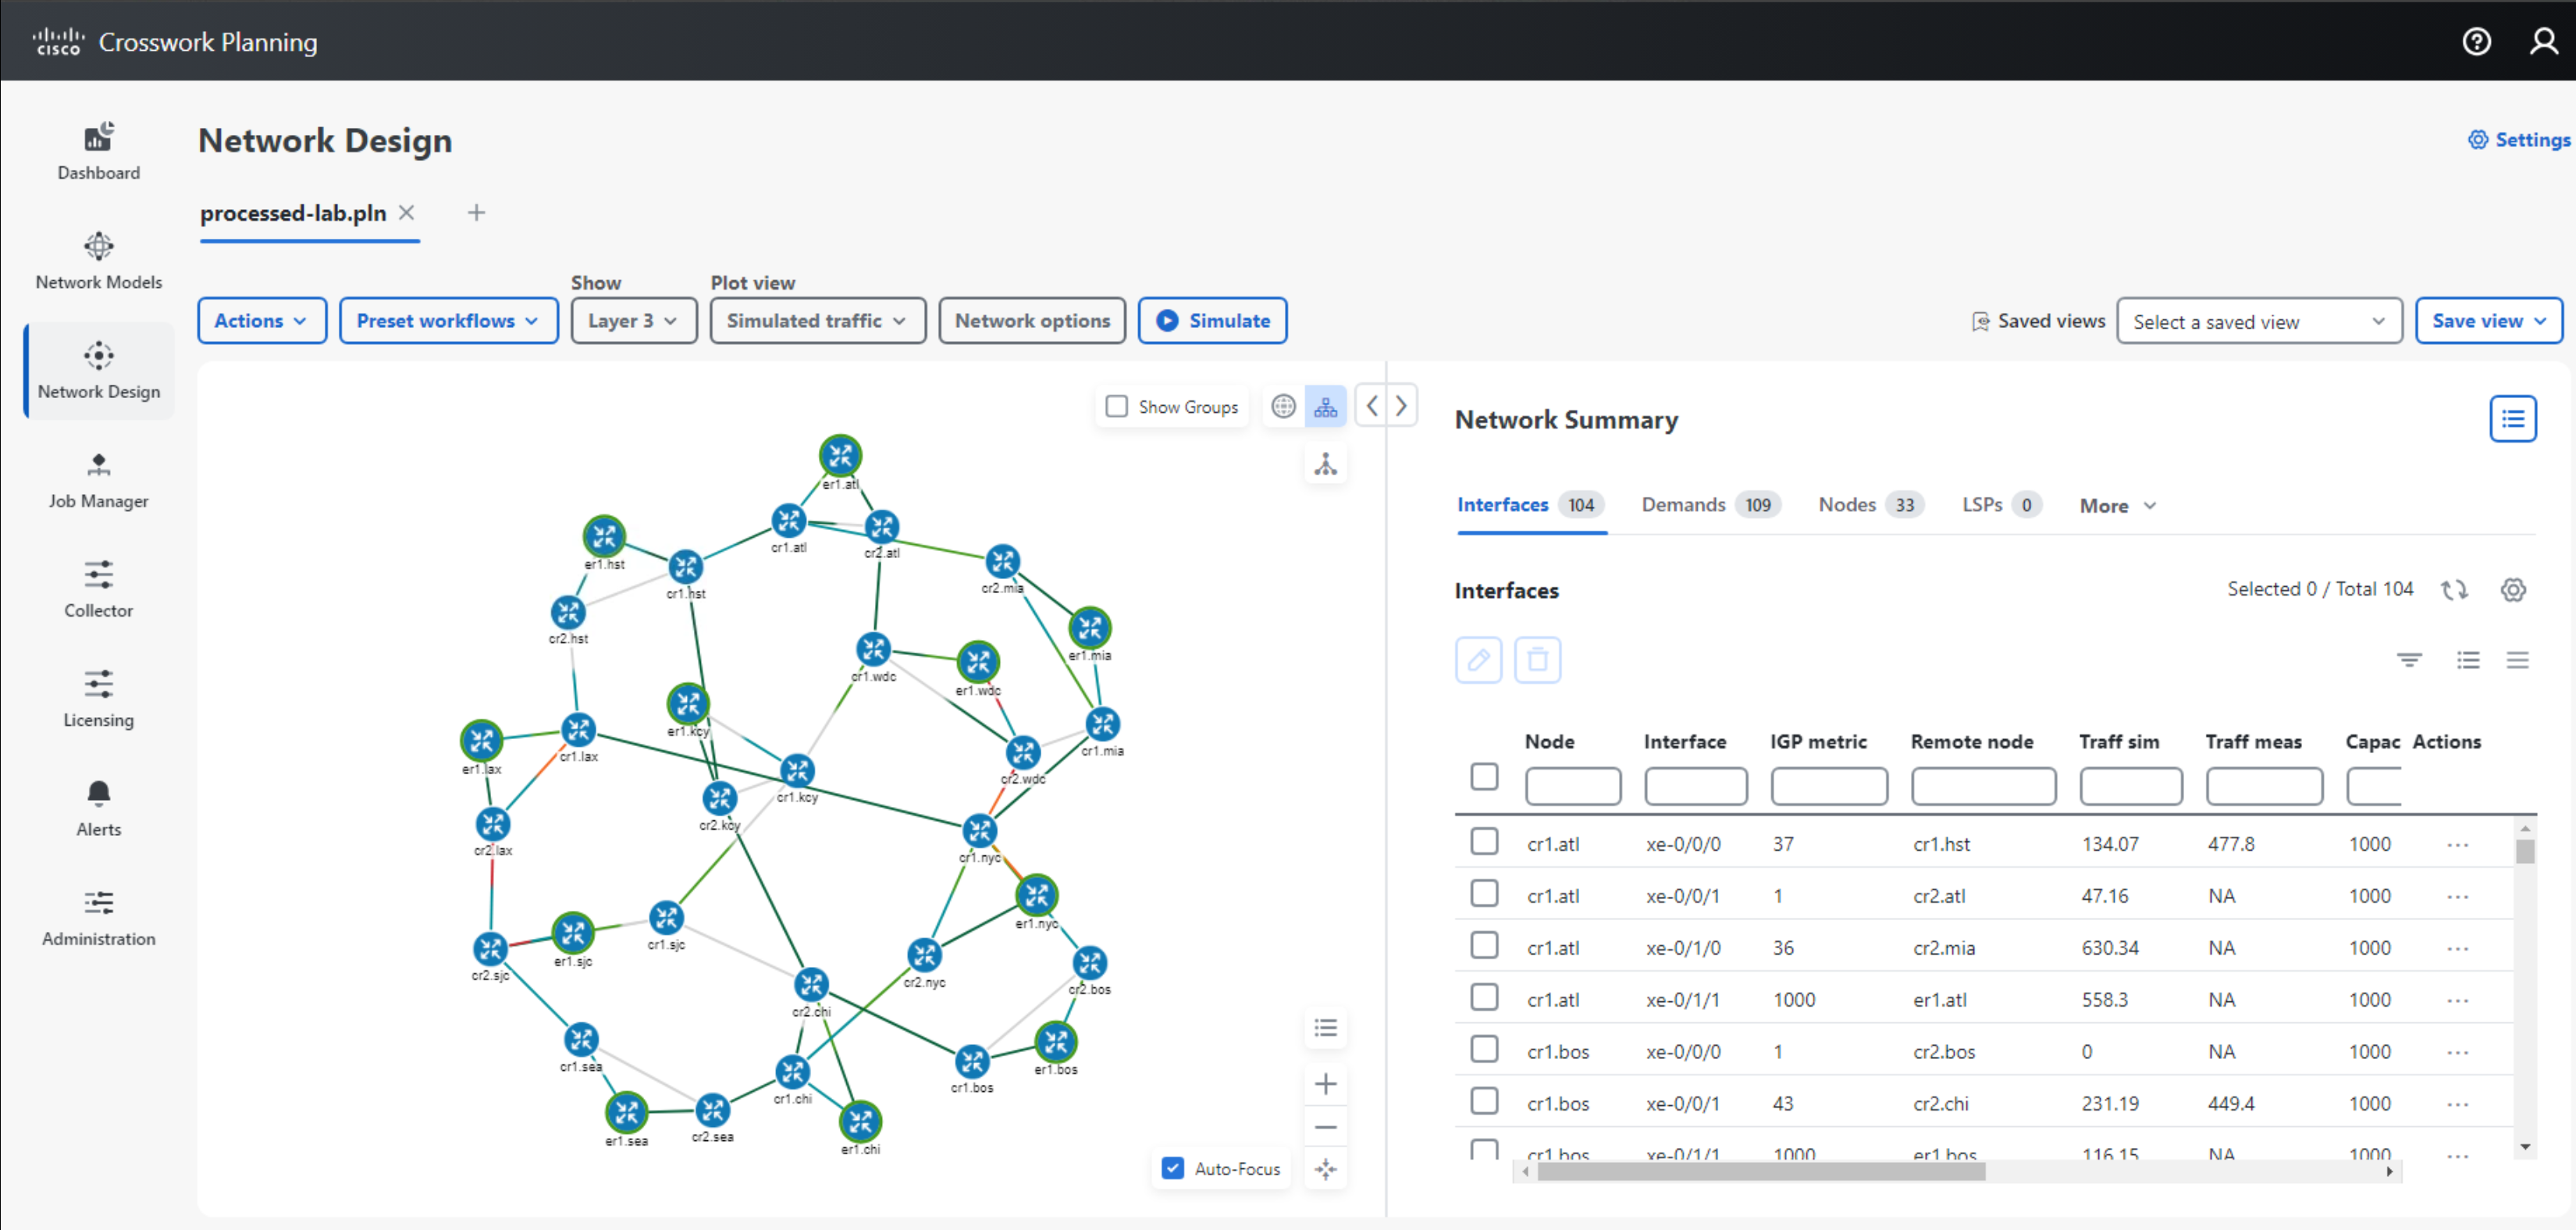 CISCO Crosswork Planning
Dashboard
Network Models
Network Design
Job Manager
Collector
Licensing
Alerts
Administration
Network Design
Settings
processed-lab.pln
Show
Plot view
Actions
Preset workflows
Layer 3
Simulated traffic
Network options
Simulate
Saved views
Select a saved view
Save view
Show Groups
er1.atl
cr1.atl
cr2.atl
er1.hst
cr1.hst
cr2.mia
cr2.hst
er1.mia
cr1.wdc
er1.wdc
er1.kcy
cr1.mia
cr1.lax
er1.lax
cr2.wdc
cr1.kcy
cr2.kcy
cr2.lax
cr1.nyc
er1.nyc
cr1.sjc
er1.sjc
cr2.sjc
cr2.nyc
cr2.bos
cr2.chi
cr1.sea
er1.bos
cr1.bos
cr1.chi
er1.sea
cr2.sea
er1.chi
Auto-Focus
Network Summary
Interfaces 104 Demands 109 Nodes 33 LSPs 0 More
Interfaces
Selected 0 / Total 104
Node Interface IGP metric Remote node Traff sim Traff meas Capac Actions
cr1.atl xe-0/0/0 37 cr1.hst 134.07 477.8 1000 ...
cr1.atl xe-0/0/1 1 cr2.atl 47.16 NA 1000 ...
cr1.atl xe-0/1/0 36 cr2.mia 630.34 NA 1000 ...
cr1.atl xe-0/1/1 1000 er1.atl 558.3 NA 1000 ...
cr1.bos xe-0/0/0 1 cr2.bos 0 NA 1000 ...
cr1.bos xe-0/0/1 43 cr2.chi 231.19 449.4 1000 ...
cr1.bos xe-0/1/1 1000 er1.bos 116.15 NA 1000 ...